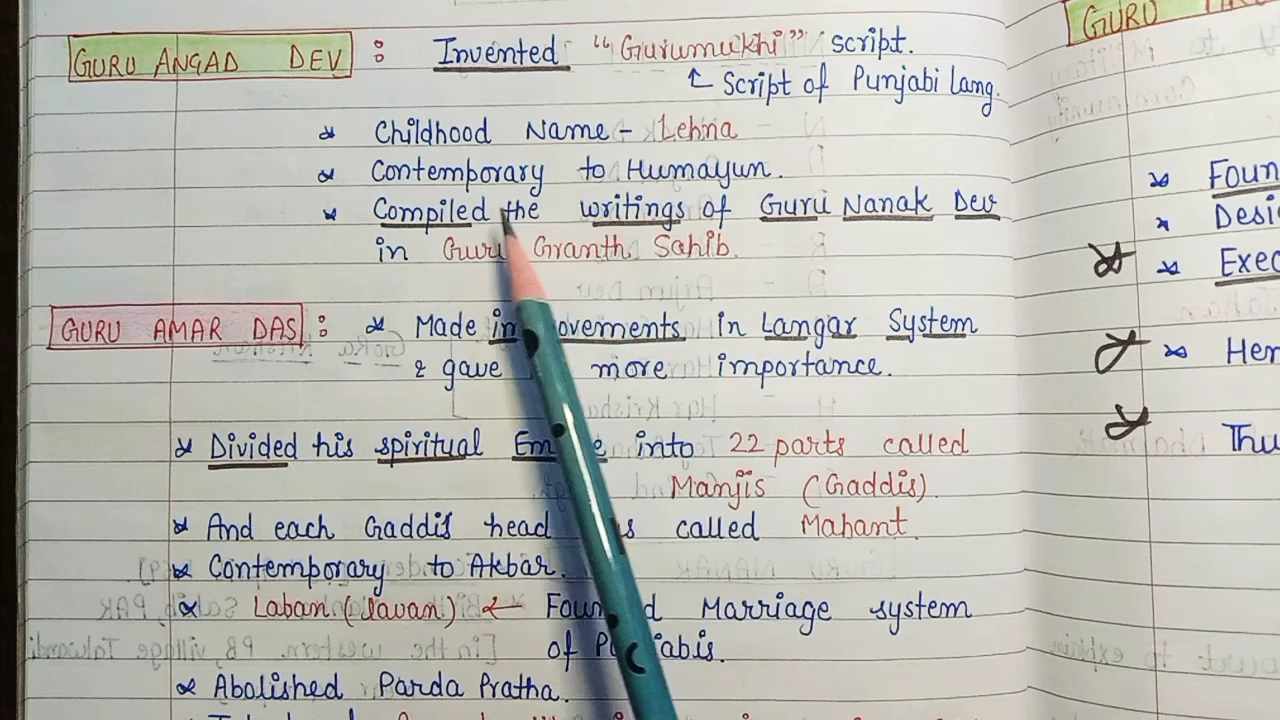 GURU ANGAD DEV : Invented "Gurumukhi" script.
↑ Script of Punjabi Lang.
* Childhood Name - Lehna
* Contemporary to Humayun.
* Compiled the writings of Guru Nanak Dev
in Guru Granth Sahib.
GURU AMAR DAS : * Made in ovements in Langar System
& gave more importance.
* Divided his spiritual Em e into 22 parts called
Manjis (Gaddis).
* And each Gaddis head s called Mahant.
* Contemporary to Akbar.
* Laban (Lavan) ← Foun d Marriage system
of P abis.
* Abolished Parda Pratha.
GURU
* Foun
* Desi
* Exec
* Her
Thu